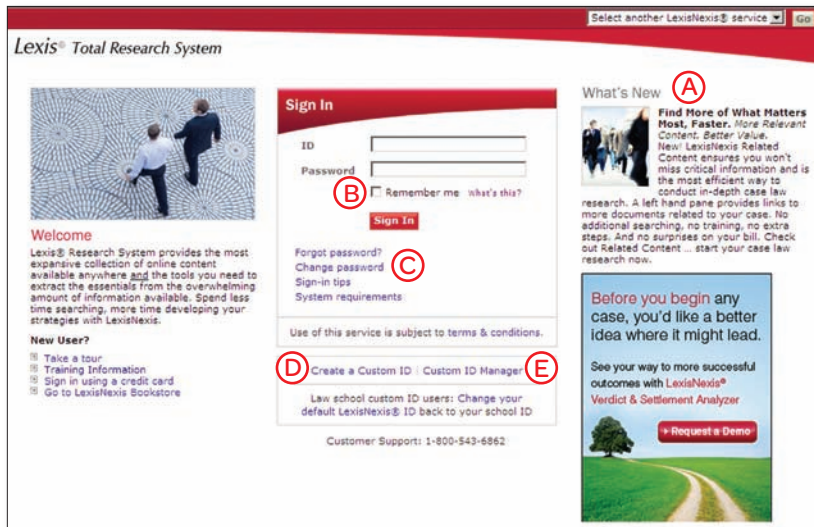 Select another LexisNexis® service
Go
Lexis® Total Research System
Welcome
Lexis® Research System provides the most
expansive collection of online content
available anywhere and the tools you need to
extract the essentials from the overwhelming
amount of information available. Spend less
time searching, more time developing your
strategies with LexisNexis.
New User?
Take a tour
Training Information
Sign in using a credit card
Go to LexisNexis Bookstore
Sign In
ID
Password
B Remember me What's this?
Sign In
Forgot password?
Change password C
Sign-in tips
System requirements
Use of this service is subject to terms & conditions.
D Create a Custom ID | Custom ID Manager E
Law school custom ID users: Change your
default LexisNexis® ID back to your school ID
Customer Support: 1-800-543-6862
What's New A
Find More of What Matters
Most, Faster. More Relevant
Content. Better Value.
New! LexisNexis Related
Content ensures you won't
miss critical information and is
the most efficient way to
conduct in-depth case law
research. A left hand pane provides links to
more documents related to your case. No
additional searching, no training, no extra
steps. And no surprises on your bill. Check
out Related Content ... start your case law
research now.
Before you begin any
case, you'd like a better
idea where it might lead.
See your way to more successful
outcomes with LexisNexis®
Verdict & Settlement Analyzer
Request a Demo